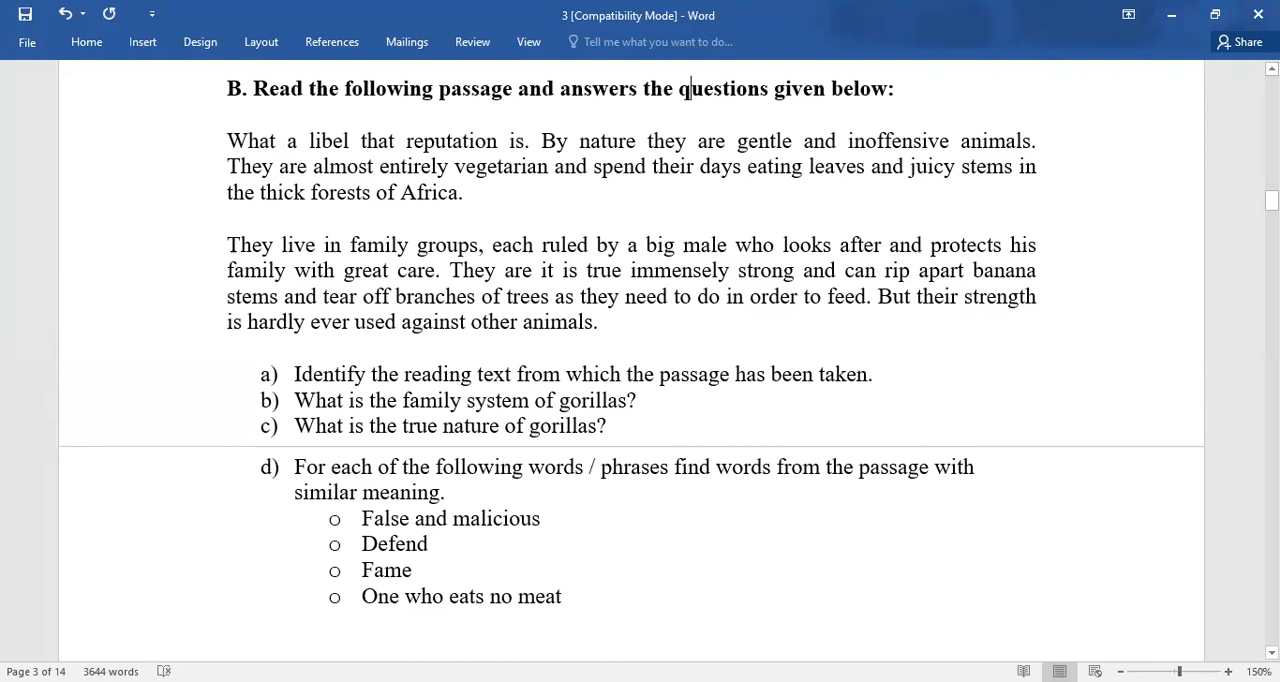 3 [Compatibility Mode] - Word
File Home Insert Design Layout References Mailings Review View Tell me what you want to do... Share
B. Read the following passage and answers the questions given below:
What a libel that reputation is. By nature they are gentle and inoffensive animals.
They are almost entirely vegetarian and spend their days eating leaves and juicy stems in
the thick forests of Africa.
They live in family groups, each ruled by a big male who looks after and protects his
family with great care. They are it is true immensely strong and can rip apart banana
stems and tear off branches of trees as they need to do in order to feed. But their strength
is hardly ever used against other animals.
a) Identify the reading text from which the passage has been taken.
b) What is the family system of gorillas?
c) What is the true nature of gorillas?
d) For each of the following words / phrases find words from the passage with
similar meaning.
o False and malicious
o Defend
o Fame
o One who eats no meat
Page 3 of 14 3644 words 150%